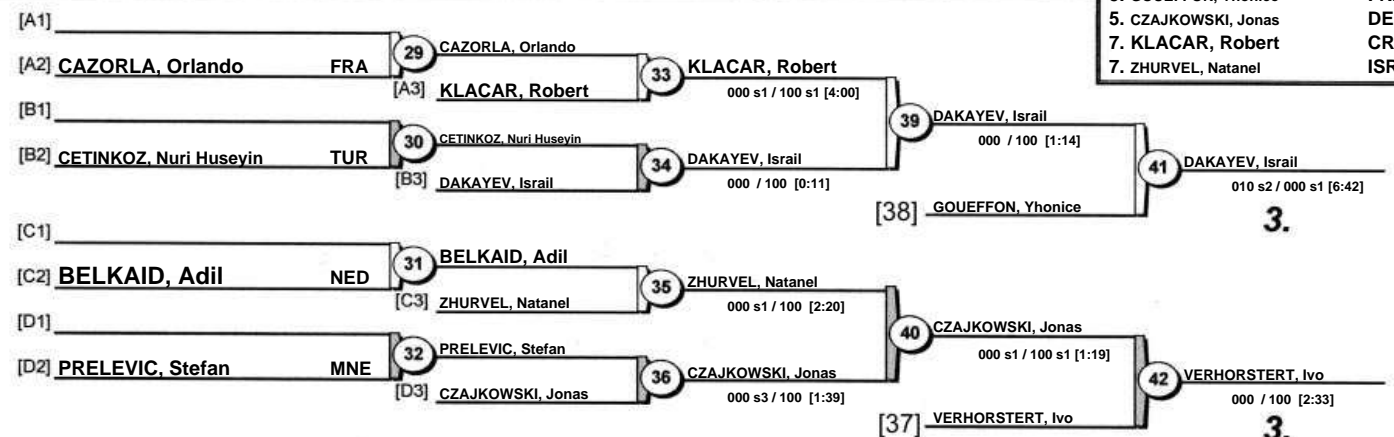 5. CZAJKOWSKI, Jonas DE
7. KLACAR, Robert CR
7. ZHURVEL, Natanel ISR
[A1]
[A2] CAZORLA, Orlando FRA
29
CAZORLA, Orlando
[A3] KLACAR, Robert
33
KLACAR, Robert
000 s1 / 100 s1 [4:00]
[B1]
[B2] CETINKOZ, Nuri Huseyin TUR
30
CETINKOZ, Nuri Huseyin
[B3] DAKAYEV, Israil
34
DAKAYEV, Israil
000 / 100 [0:11]
39
DAKAYEV, Israil
000 / 100 [1:14]
[38] GOUEFFON, Yhonice
41
DAKAYEV, Israil
010 s2 / 000 s1 [6:42]
3.
[C1]
[C2] BELKAID, Adil NED
31
BELKAID, Adil
[C3] ZHURVEL, Natanel
35
ZHURVEL, Natanel
000 s1 / 100 [2:20]
[D1]
[D2] PRELEVIC, Stefan MNE
32
PRELEVIC, Stefan
[D3] CZAJKOWSKI, Jonas
36
CZAJKOWSKI, Jonas
000 s3 / 100 [1:39]
40
CZAJKOWSKI, Jonas
000 s1 / 100 s1 [1:19]
[37] VERHORSTERT, Ivo
42
VERHORSTERT, Ivo
000 / 100 [2:33]
3.